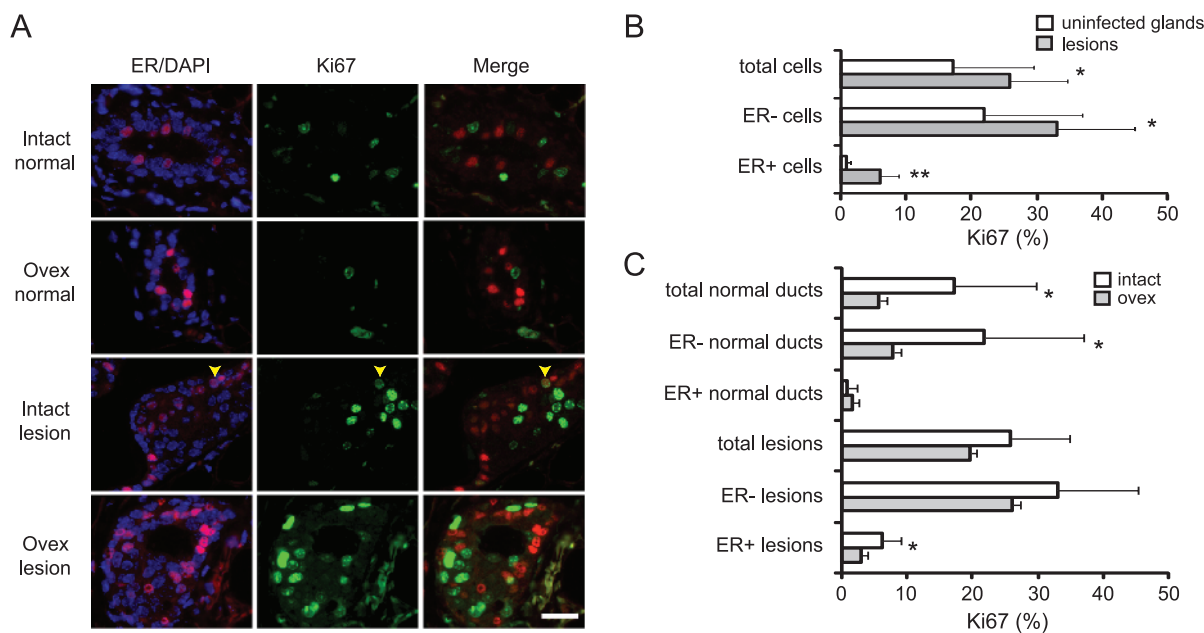 A
ER/DAPI Ki67 Merge
Intact
normal
Ovex
normal
Intact
lesion
Ovex
lesion
B
uninfected glands
lesions
total cells
*
ER- cells
*
ER+ cells
**
0 10 20 30 40 50
Ki67 (%)
C
intact
ovex
total normal ducts
*
ER- normal ducts
*
ER+ normal ducts
total lesions
ER- lesions
ER+ lesions
*
0 10 20 30 40 50
Ki67 (%)